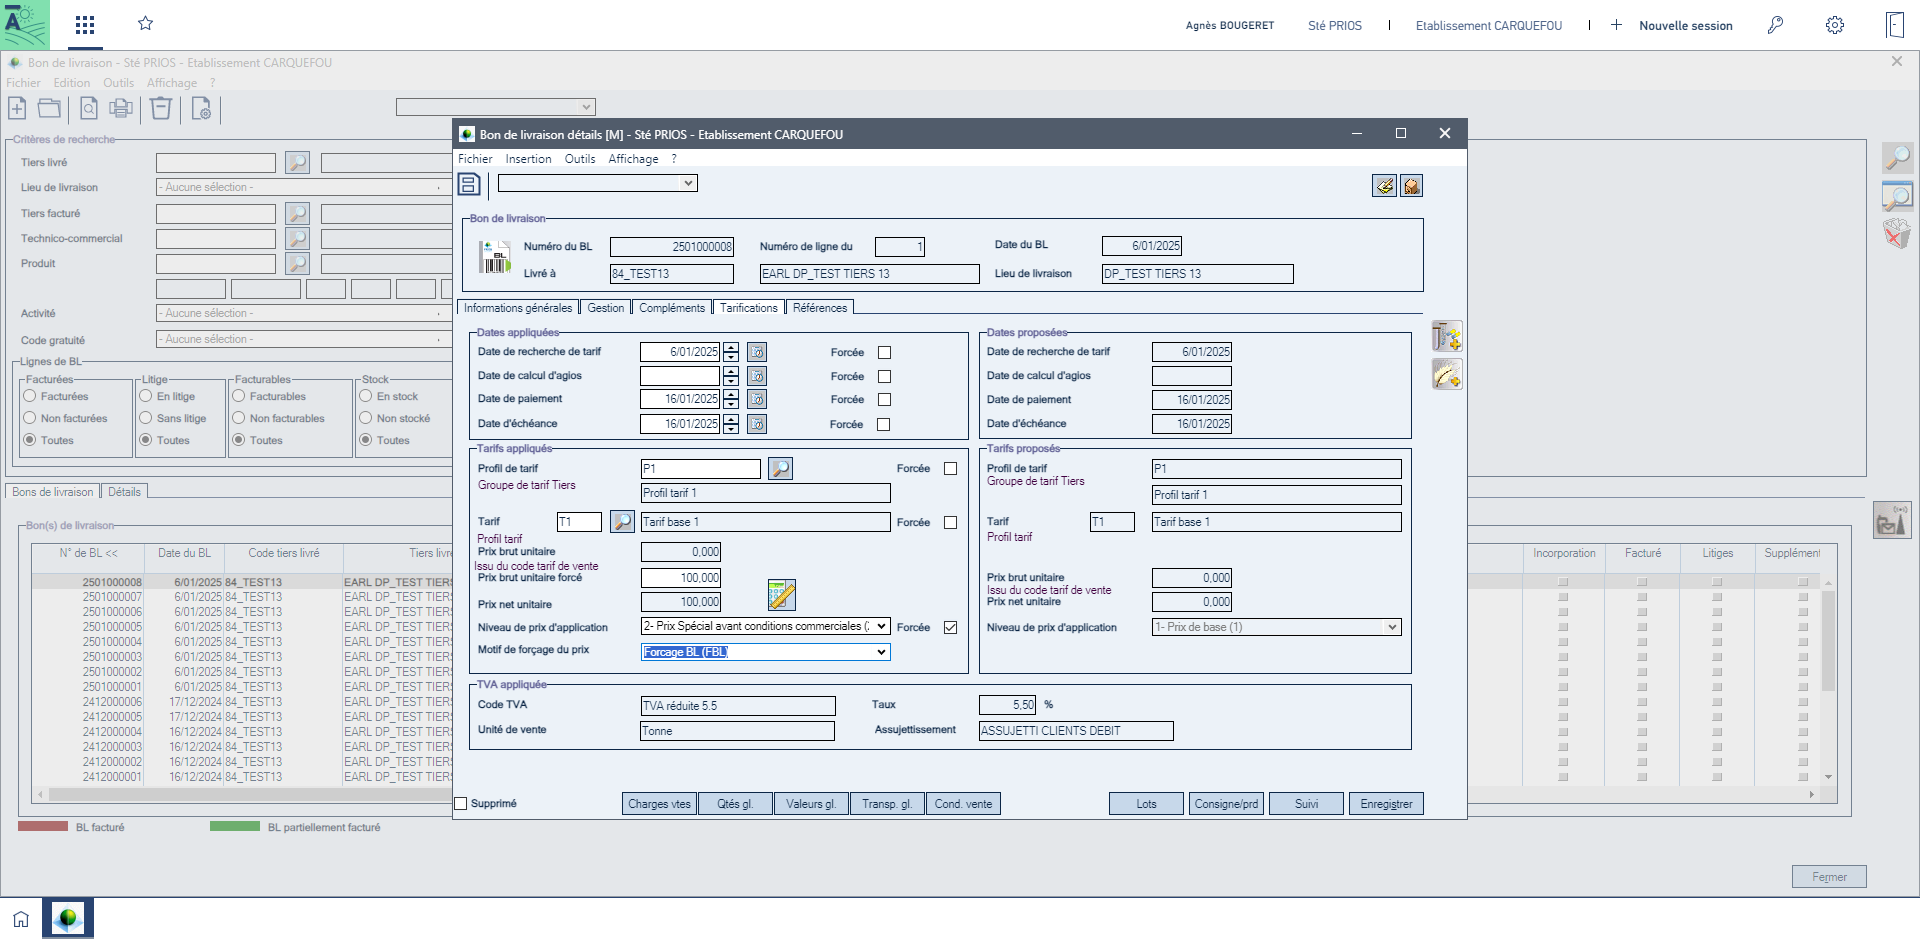 Agnès BOUGERET
Sté PRIOS
Etablissement CARQUEFOU
Nouvelle session
Bon de livraison - Sté PRIOS - Etablissement CARQUEFOU
Fichier Edition Outils Affichage ?
Critères de recherche
Tiers livré
Lieu de livraison - Aucune sélection -
Tiers facturé
Technico-commercial
Produit
Activité - Aucune sélection -
Code gratuité - Aucune sélection -
Lignes de BL
Facturées Litige Facturables Stock
Facturées En litige Facturables En stock
Non facturées Sans litige Non facturables Non stocké
Toutes Toutes Toutes Toutes
Bons de livraison Détails
Bon(s) de livraison
N° de BL << Date du BL Code tiers livré Tiers livré Incorporation Facturé Litiges Supplément
2501000008 6/01/2025 84_TEST13 EARL DP_TEST TIERS
2501000007 6/01/2025 84_TEST13 EARL DP_TEST TIERS
2501000006 6/01/2025 84_TEST13 EARL DP_TEST TIERS
2501000005 6/01/2025 84_TEST13 EARL DP_TEST TIERS
2501000004 6/01/2025 84_TEST13 EARL DP_TEST TIERS
2501000003 6/01/2025 84_TEST13 EARL DP_TEST TIERS
2501000002 6/01/2025 84_TEST13 EARL DP_TEST TIERS
2501000001 6/01/2025 84_TEST13 EARL DP_TEST TIERS
2412000006 17/12/2024 84_TEST13 EARL DP_TEST TIERS
2412000005 17/12/2024 84_TEST13 EARL DP_TEST TIERS
2412000004 16/12/2024 84_TEST13 EARL DP_TEST TIERS
2412000003 16/12/2024 84_TEST13 EARL DP_TEST TIERS
2412000002 16/12/2024 84_TEST13 EARL DP_TEST TIERS
2412000001 16/12/2024 84_TEST13 EARL DP_TEST TIERS
BL facturé BL partiellement facturé
Fermer
Bon de livraison détails [M] - Sté PRIOS - Etablissement CARQUEFOU
Fichier Insertion Outils Affichage ?
Bon de livraison
BL
Numéro du BL 2501000008 Numéro de ligne du 1 Date du BL 6/01/2025
Livré à 84_TEST13 EARL DP_TEST TIERS 13 Lieu de livraison DP_TEST TIERS 13
Informations générales Gestion Compléments Tarifications Références
Dates appliquées
Date de recherche de tarif 6/01/2025 Forcée
Date de calcul d'agios Forcée
Date de paiement 16/01/2025 Forcée
Date d'échéance 16/01/2025 Forcée
Dates proposées
Date de recherche de tarif 6/01/2025
Date de calcul d'agios
Date de paiement 16/01/2025
Date d'échéance 16/01/2025
Tarifs appliqués
Profil de tarif P1 Forcée
Groupe de tarif Tiers
Profil tarif 1
Tarif T1 Tarif base 1 Forcée
Profil tarif
Prix brut unitaire 0,000
Issu du code tarif de vente
Prix brut unitaire forcé 100,000
Prix net unitaire 100,000
Niveau de prix d'application 2- Prix Spécial avant conditions commerciales (2 Forcée
Motif de forçage du prix Forcage BL (FBL)
Tarifs proposés
Profil de tarif P1
Groupe de tarif Tiers
Profil tarif 1
Tarif T1 Tarif base 1
Profil tarif
Prix brut unitaire 0,000
Issu du code tarif de vente
Prix net unitaire 0,000
Niveau de prix d'application 1- Prix de base (1)
TVA appliquée
Code TVA TVA réduite 5.5 Taux 5,50 %
Unité de vente Tonne Assujettissement ASSUJETTI CLIENTS DEBIT
Supprimé
Charges vtes Qtés gl. Valeurs gl. Transp. gl. Cond. vente Lots Consigne/prd Suivi Enregistrer